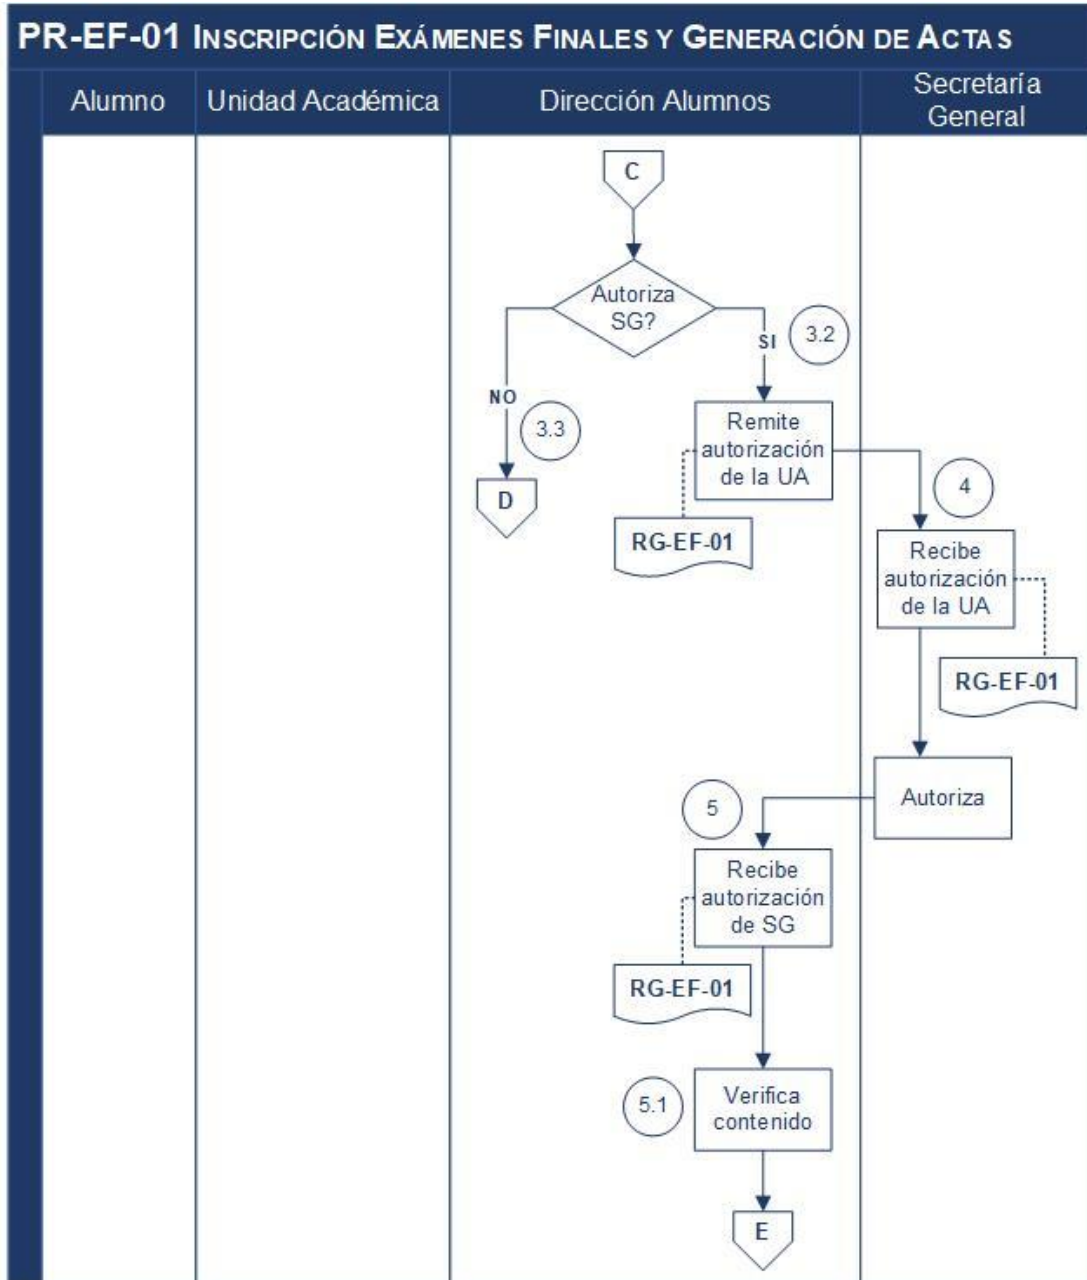 PR-EF-01 INSCRIPCIÓN EXÁMENES FINALES Y GENERACIÓN DE ACTAS
Alumno
Unidad Académica
Dirección Alumnos
Secretaría
General
C
Autoriza
SG?
SI
3.2
NO
3.3
D
Remite
autorización
de la UA
RG-EF-01
4
Recibe
autorización
de la UA
RG-EF-01
Autoriza
5
Recibe
autorización
de SG
RG-EF-01
5.1
Verifica
contenido
E